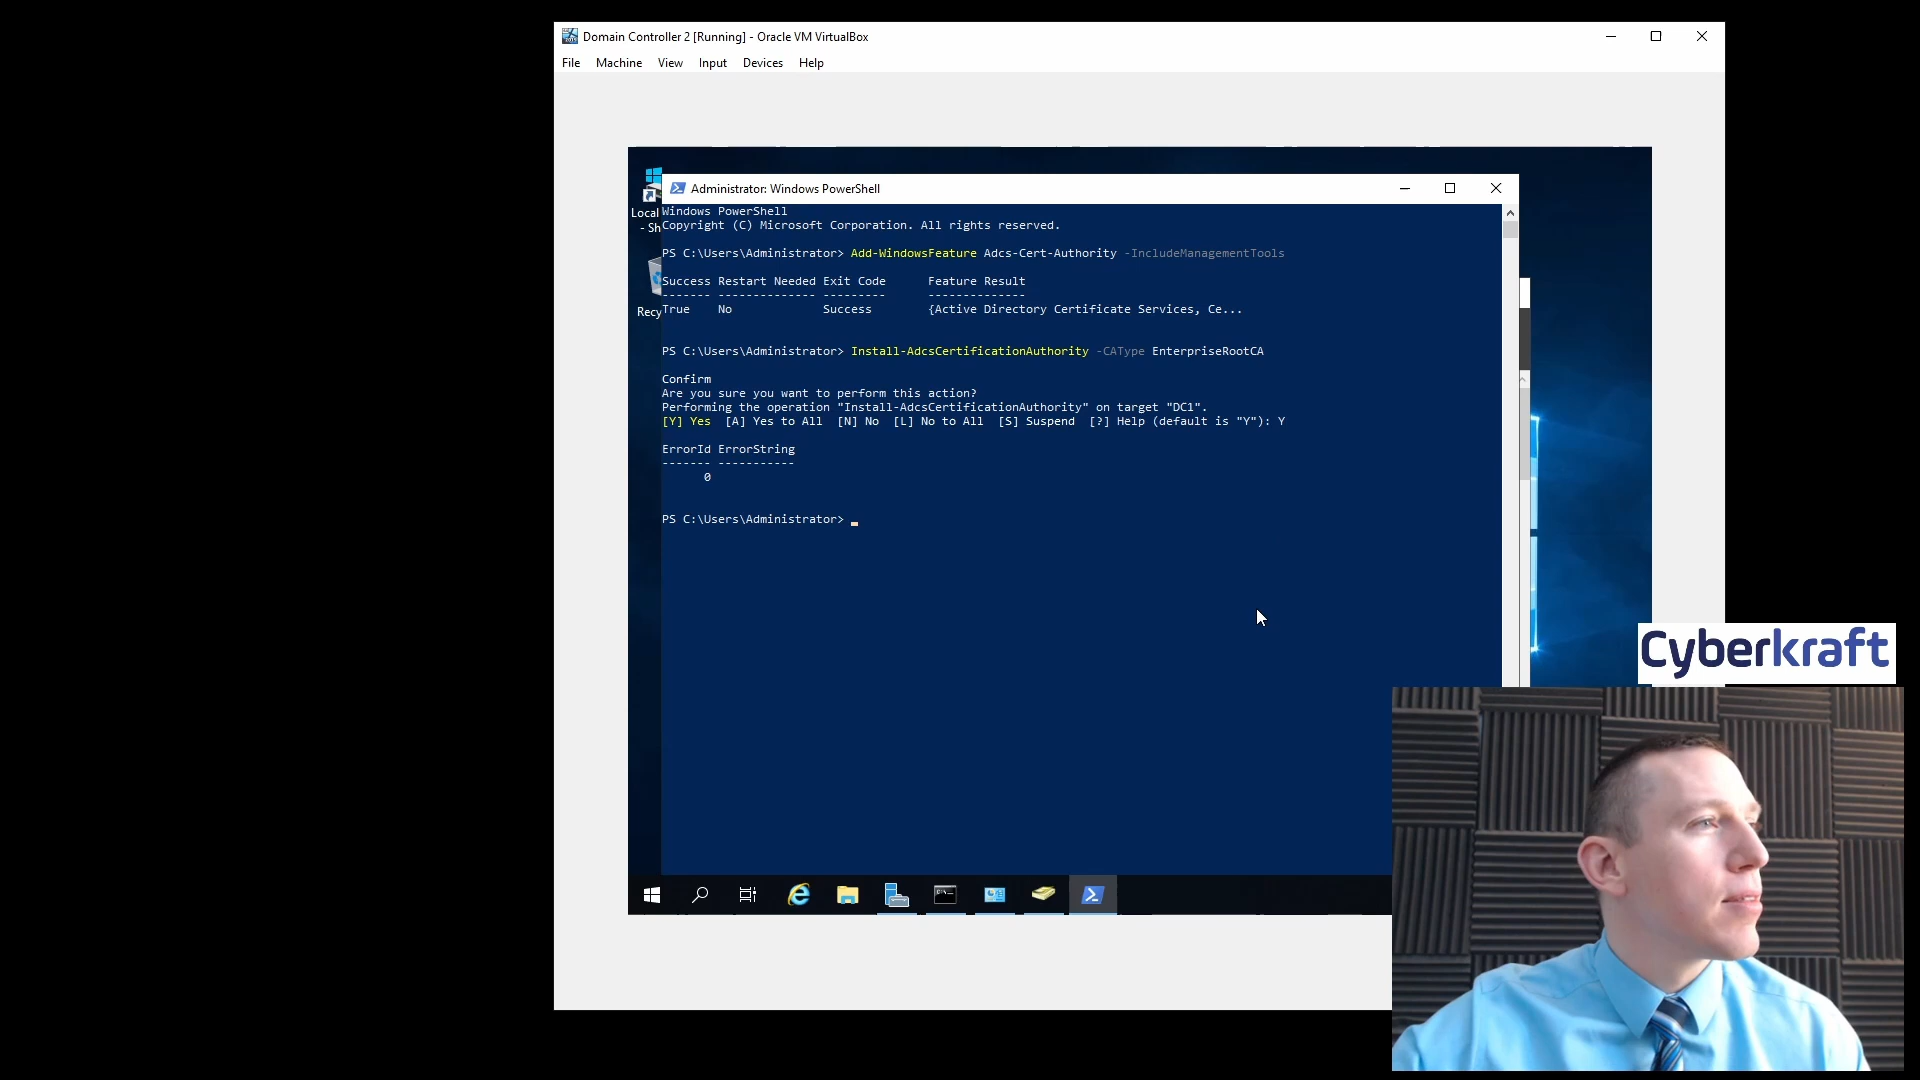 Domain Controller 2 [Running] - Oracle VM VirtualBox
File Machine View Input Devices Help
Local
- Sh
Recy
Administrator: Windows PowerShell
Windows PowerShell
Copyright (C) Microsoft Corporation. All rights reserved.
PS C:\Users\Administrator> Add-WindowsFeature Adcs-Cert-Authority -IncludeManagementTools
Success Restart Needed Exit Code      Feature Result
------- -------------- ---------      --------------
True    No             Success        {Active Directory Certificate Services, Ce...
PS C:\Users\Administrator> Install-AdcsCertificationAuthority -CAType EnterpriseRootCA
Confirm
Are you sure you want to perform this action?
Performing the operation "Install-AdcsCertificationAuthority" on target "DC1".
[Y] Yes  [A] Yes to All  [N] No  [L] No to All  [S] Suspend  [?] Help (default is "Y"): Y
ErrorId ErrorString
------- -----------
      0
PS C:\Users\Administrator>
Cyberkraft